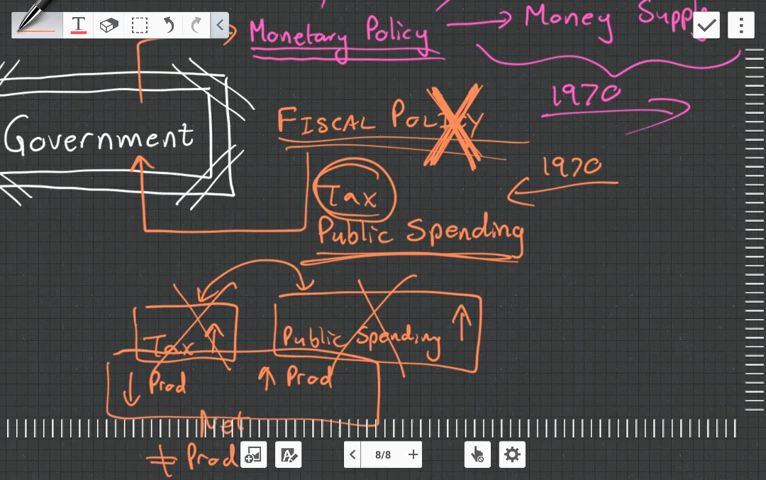 T
Monetary Policy
Money Supply
1970
Government
FISCAL POLICY
1970
Tax
Public Spending
Tax ↑
Public Spending ↑
↓ Prod
↑ Prod
Net
≠ Prod
8/8